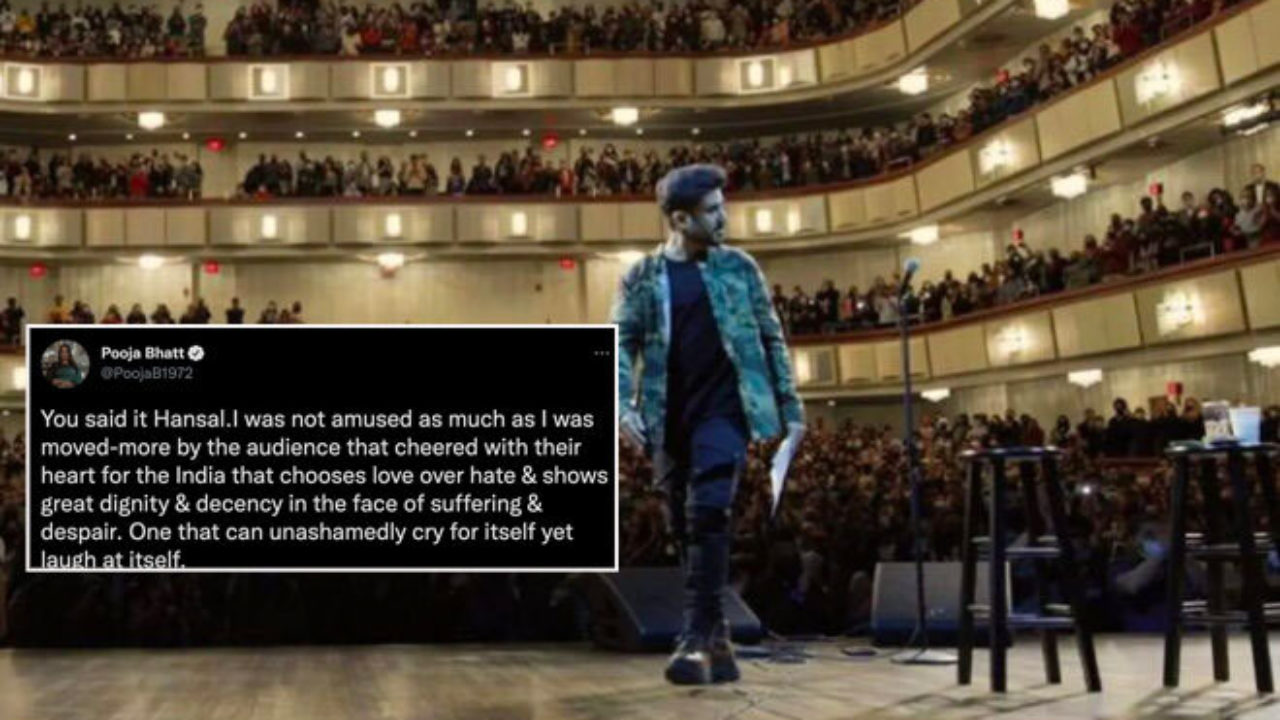 Pooja Bhatt
@PoojaB1972
You said it Hansal.I was not amused as much as I was
moved-more by the audience that cheered with their
heart for the India that chooses love over hate & shows
great dignity & decency in the face of suffering &
despair. One that can unashamedly cry for itself yet
laugh at itself.